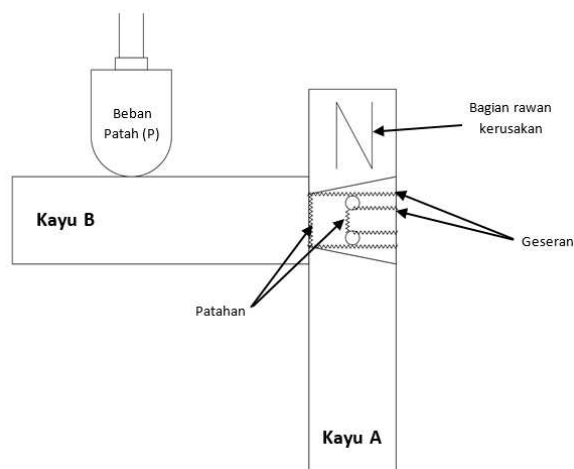 Beban
Patah (P)
Bagian rawan
kerusakan
Kayu B
Geseran
Patahan
Kayu A